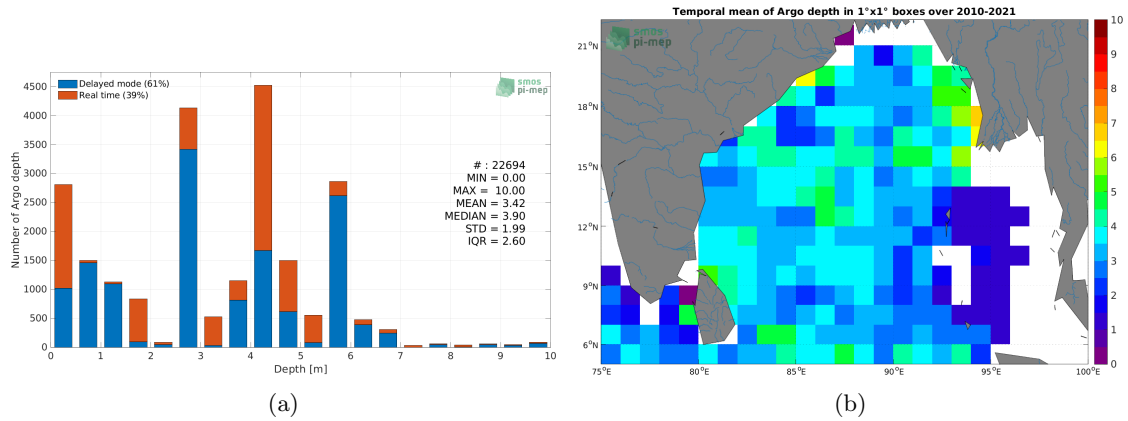 Delayed mode (61%)
Real time (39%)
smos
pi-mep
# : 22694
MIN = 0.00
MAX = 10.00
MEAN = 3.42
MEDIAN = 3.90
STD = 1.99
IQR = 2.60
Number of Argo depth
4500
4000
3500
3000
2500
2000
1500
1000
500
0
0 1 2 3 4 5 6 7 8 9 10
Depth [m]
(a)
Temporal mean of Argo depth in 1°x1° boxes over 2010-2021
smos
pi-mep
21°N
18°N
15°N
12°N
9°N
6°N
75°E 80°E 85°E 90°E 95°E 100°E
10
9
8
7
6
5
4
3
2
1
0
(b)